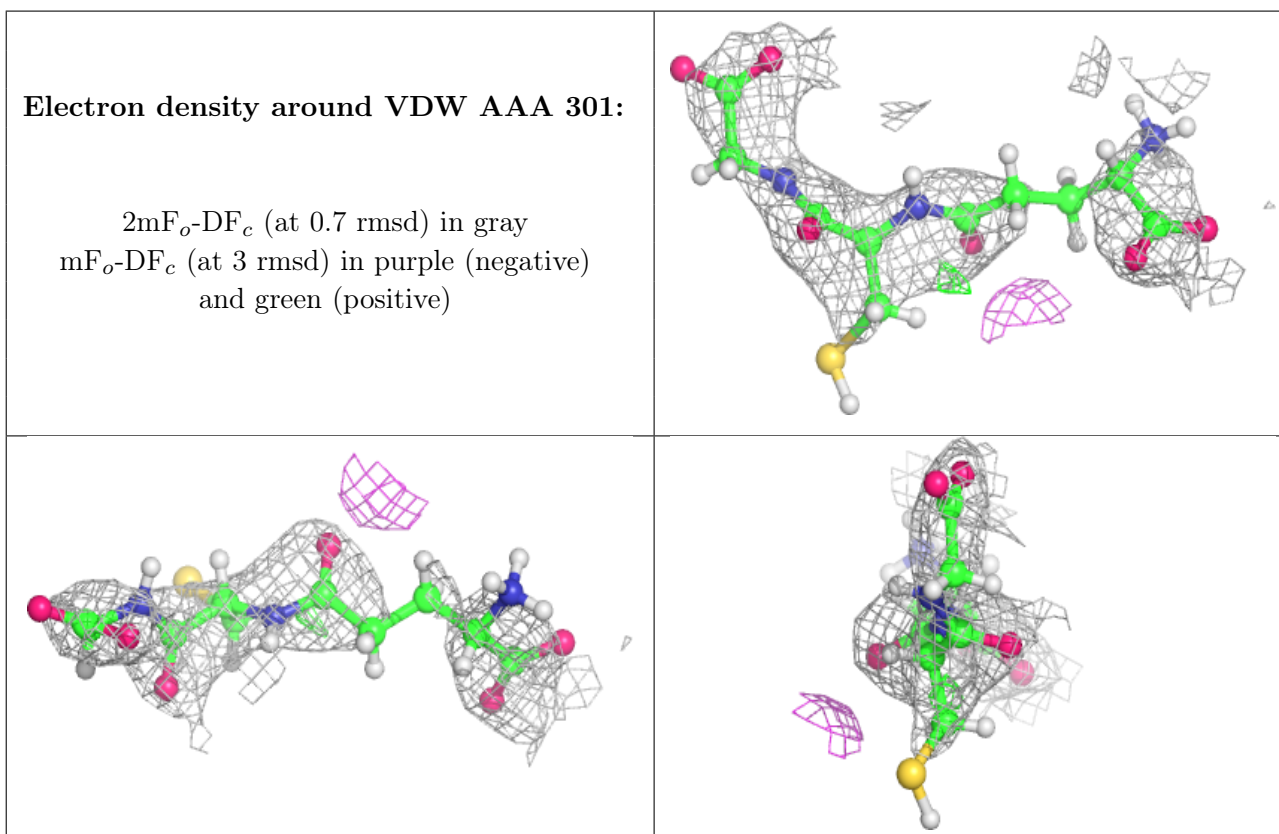 Electron density around VDW AAA 301:
2mFo-DFc (at 0.7 rmsd) in gray
mFo-DFc (at 3 rmsd) in purple (negative)
and green (positive)